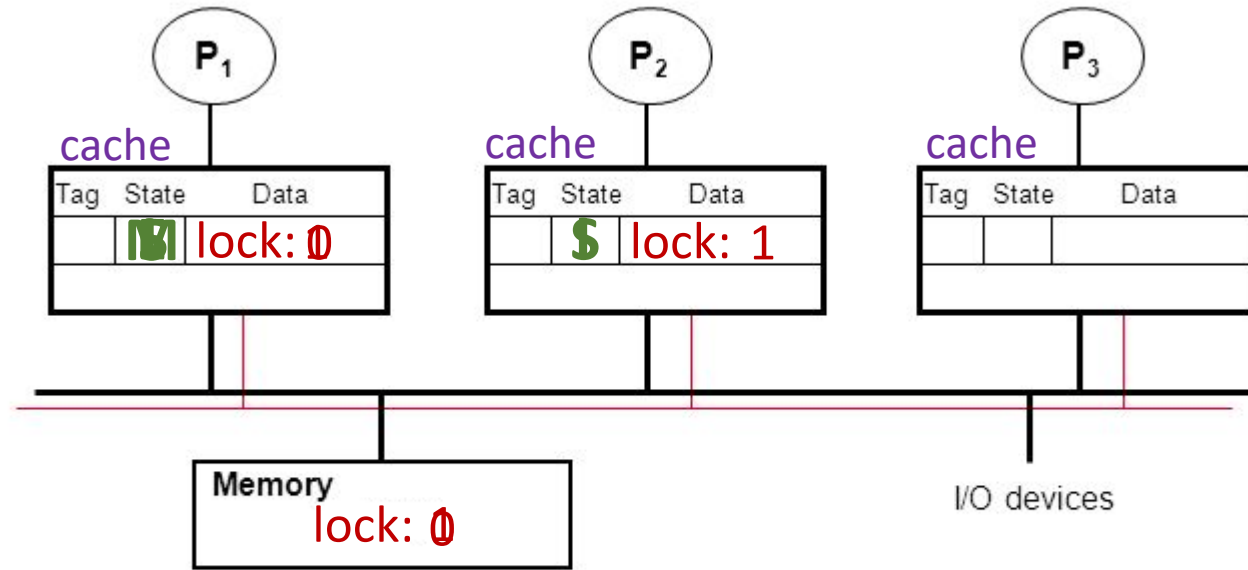 P1 P2 P3
cache cache cache
Tag State Data Tag State Data Tag State Data
lock: lock: 1
Memory
lock:
I/O devices